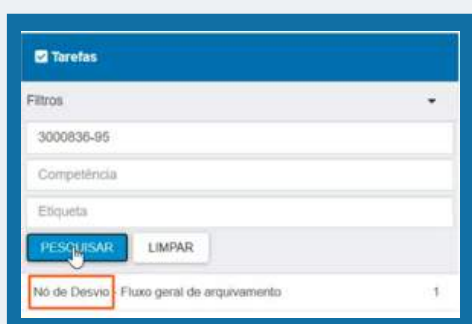 Tarefas
Filtros
3000836-95
Competência
Etiqueta
PESQUISAR LIMPAR
Nó de Desvio - Fluxo geral de arquivamento 1